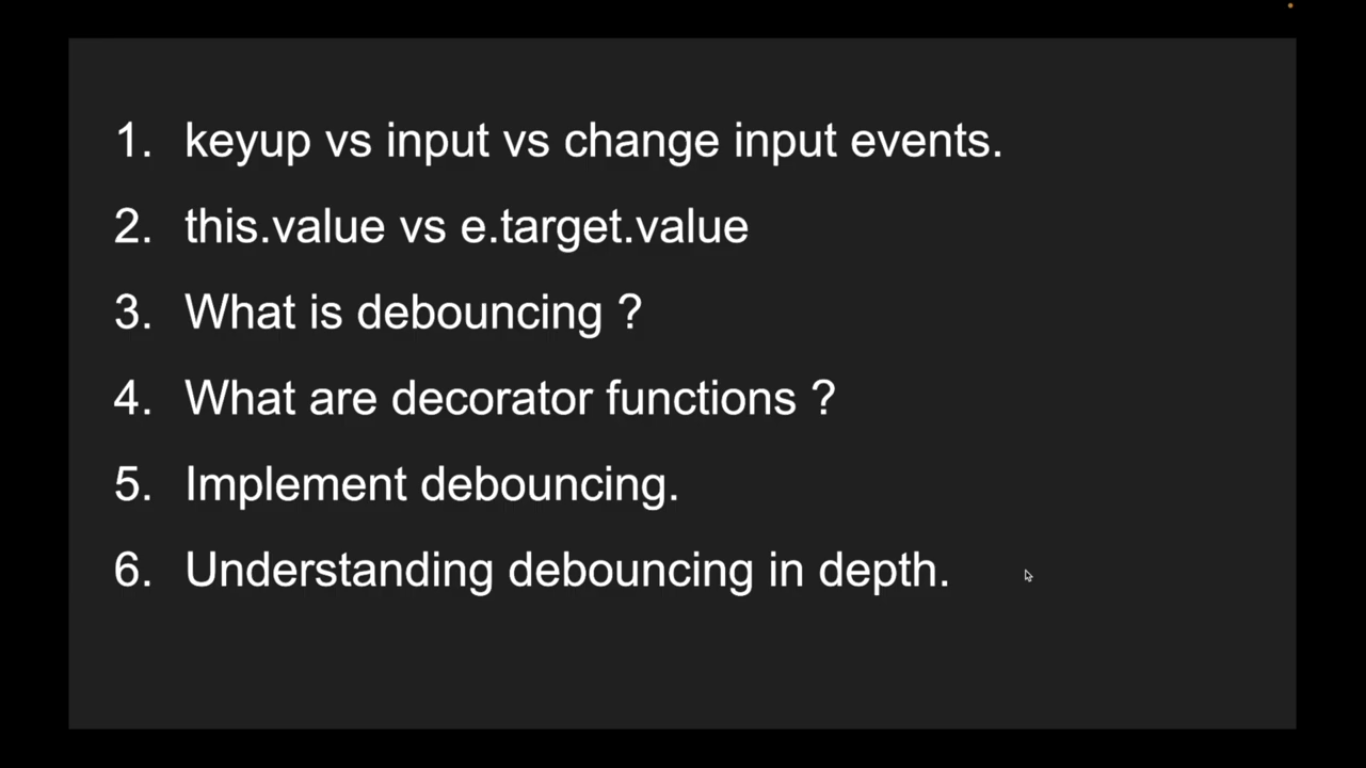 1. keyup vs input vs change input events.
2. this.value vs e.target.value
3. What is debouncing ?
4. What are decorator functions ?
5. Implement debouncing.
6. Understanding debouncing in depth.